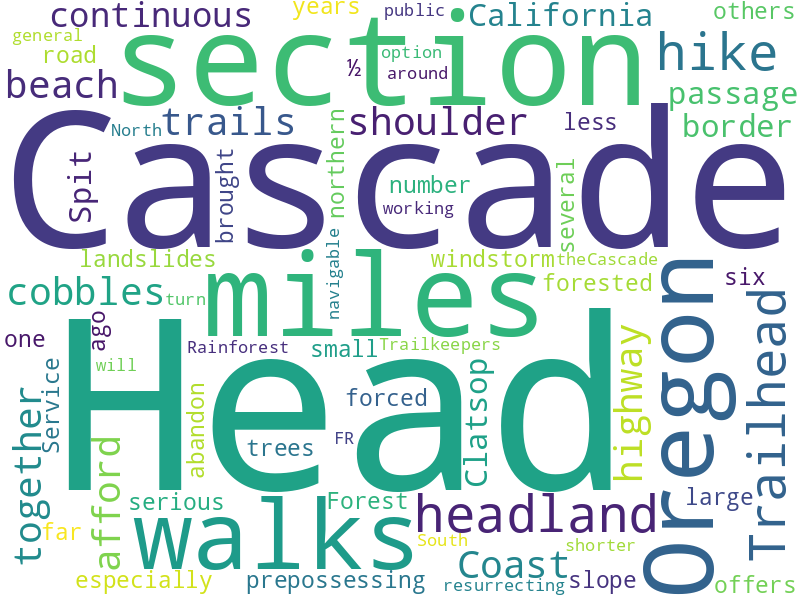 years public California others
continuous
general section option hike
road ½ around
beach passage
North trails shoulder less border
Cascade
Spit brought northern number several
working
landslides navigable windstorm theCascade
cobbles turn miles forested six
one ago Rainforest small Trailkeepers Oregon Trailhead
will Head
Service abandon forced highway
together trees FR Clatsop
afford serious Forest headland large
far walks South shorter
especially prepossessing Coast slope offers
resurrecting